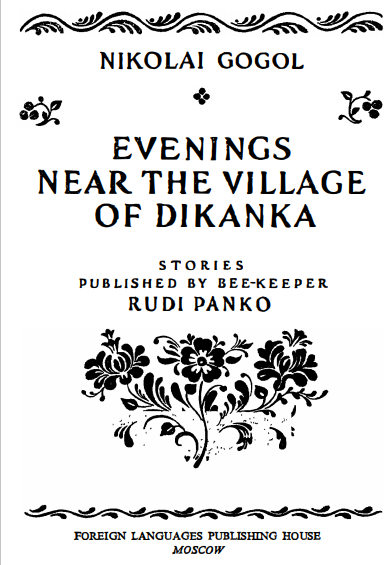 NIKOLAI GOGOL
EVENINGS
NEAR THE VILLAGE
OF DIKANKA
STORIES
PUBLISHED BY BEE-KEEPER
RUDI PANKO
FOREIGN LANGUAGES PUBLISHING HOUSE
MOSCOW